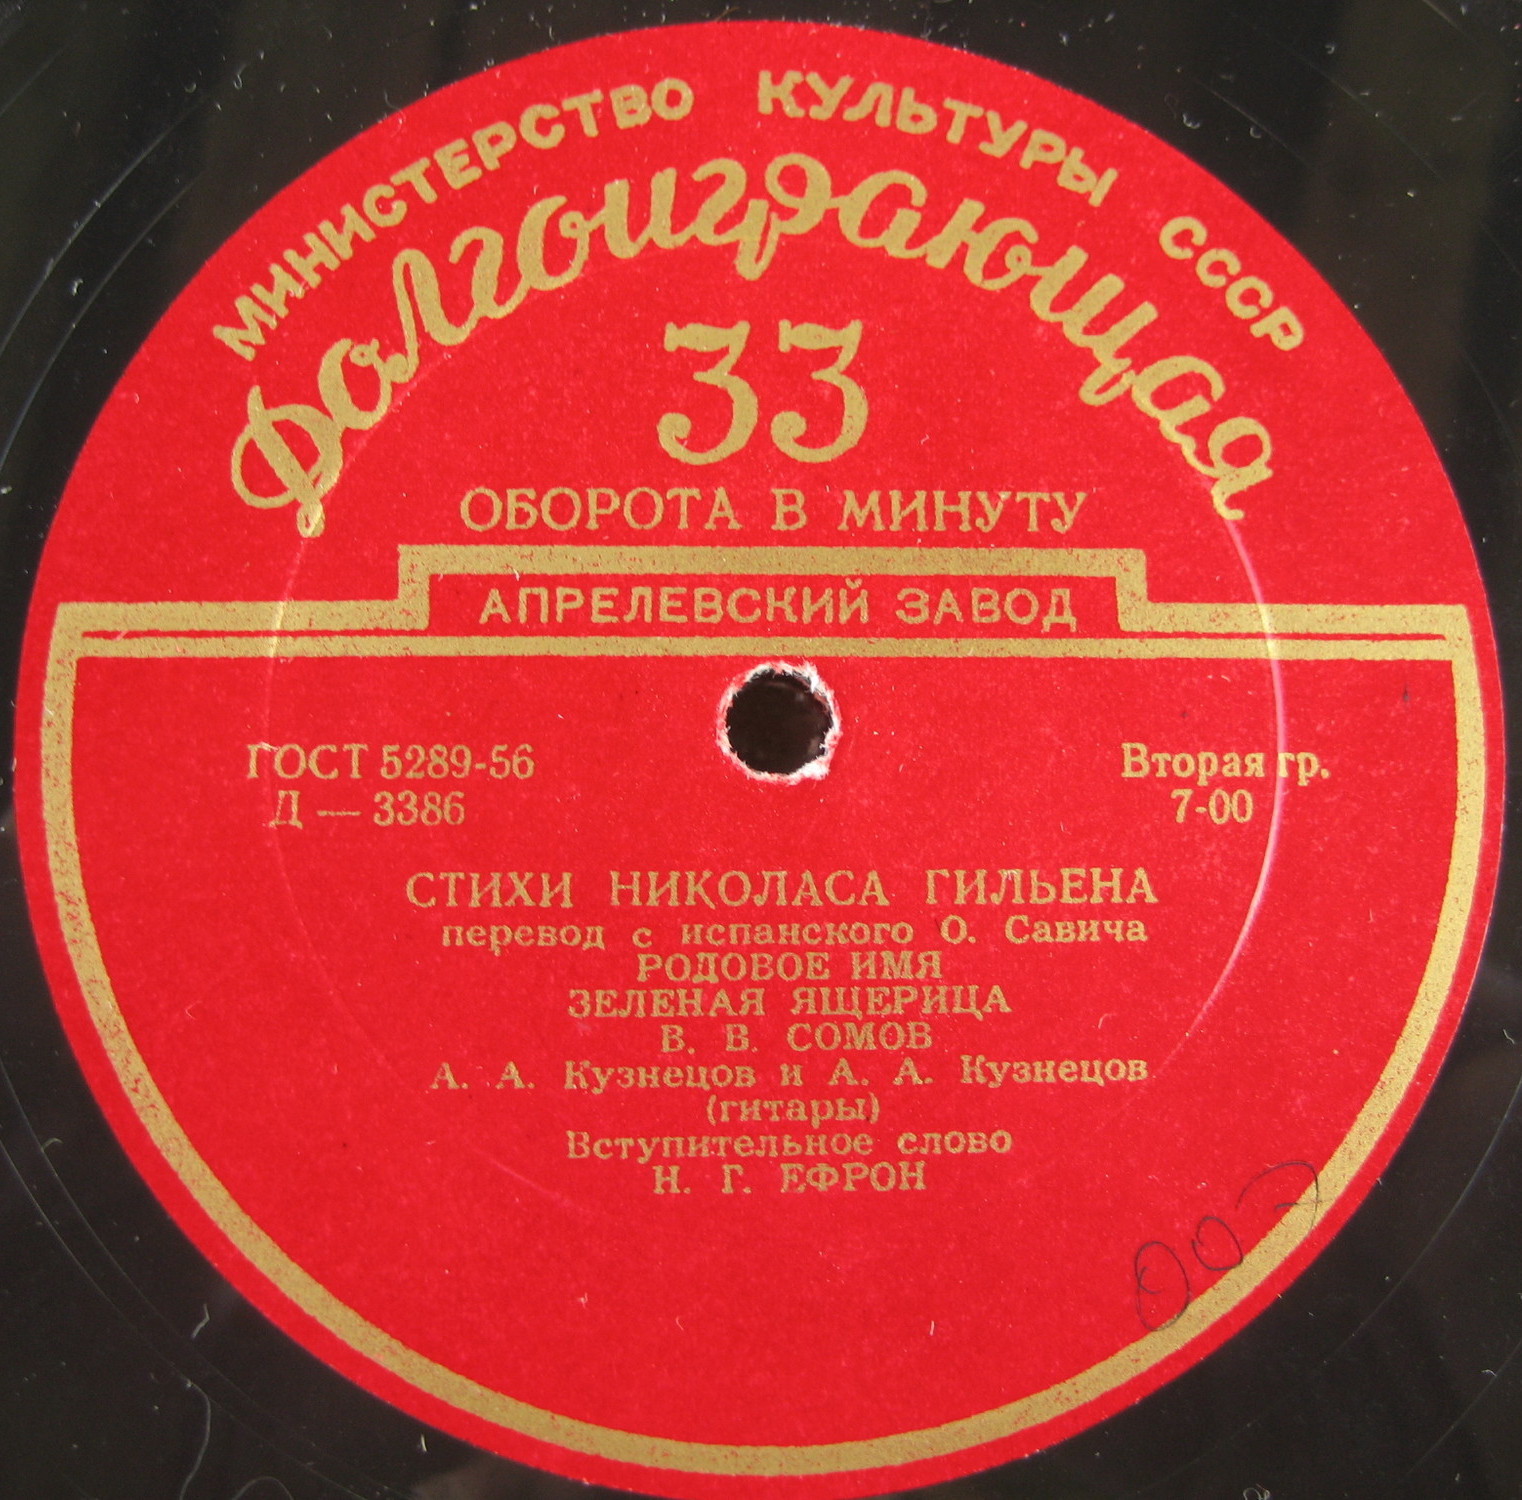 МИНИСТЕРСТВО КУЛЬТУРЫ СССР
Долгоиграющая
33
ОБОРОТА В МИНУТУ
АПРЕЛЕВСКИЙ ЗАВОД
ГОСТ 5289-56
Д — 3386
Вторая гр.
7-00
СТИХИ НИКОЛАСА ГИЛЬЕНА
перевод с испанского О. Савича
РОДОВОЕ ИМЯ
ЗЕЛЕНАЯ ЯЩЕРИЦА
В. В. СОМОВ
А. А. Кузнецов и А. А. Кузнецов
(гитары)
Вступительное слово
Н. Г. ЕФРОН